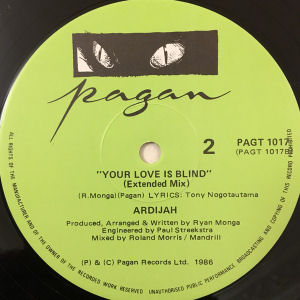 pagan
2
PAGT 1017
(PAGT 1017B)
"YOUR LOVE IS BLIND"
(Extended Mix)
(R.Monga)(Pagan) LYRICS: Tony Nogotautama
ARDIJAH
Produced, Arranged & Written by Ryan Monga
Engineered by Paul Streekstra
Mixed by Roland Morris / Mandrill
(P) & (C) Pagan Records Ltd. 1986
ALL RIGHTS OF THE MANUFACTURER AND OF THE OWNER OF THE RECORDED WORK RESERVED UNAUTHORISED PUBLIC PERFORMANCE, BROADCASTING AND COPYING OF THIS RECORD PROHIBITED